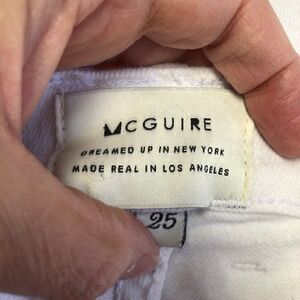 MCGUIRE
DREAMED UP IN NEW YORK
MADE REAL IN LOS ANGELES
25